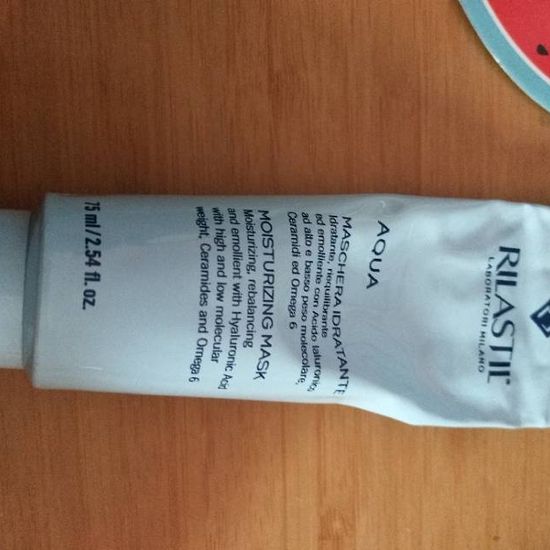 RILASTIL®
LABORATORI MILANO
AQUA
MASCHERA IDRATANTE
Idratante, riequilibrante
ed emolliente con Acido Ialuronico
ad alto e basso peso molecolare,
Ceramidi ed Omega 6
MOISTURIZING MASK
Moisturizing, rebalancing
and emollient with Hyaluronic Acid
with high and low molecular
weight, Ceramides and Omega 6
75 ml/2.54 fl. oz.